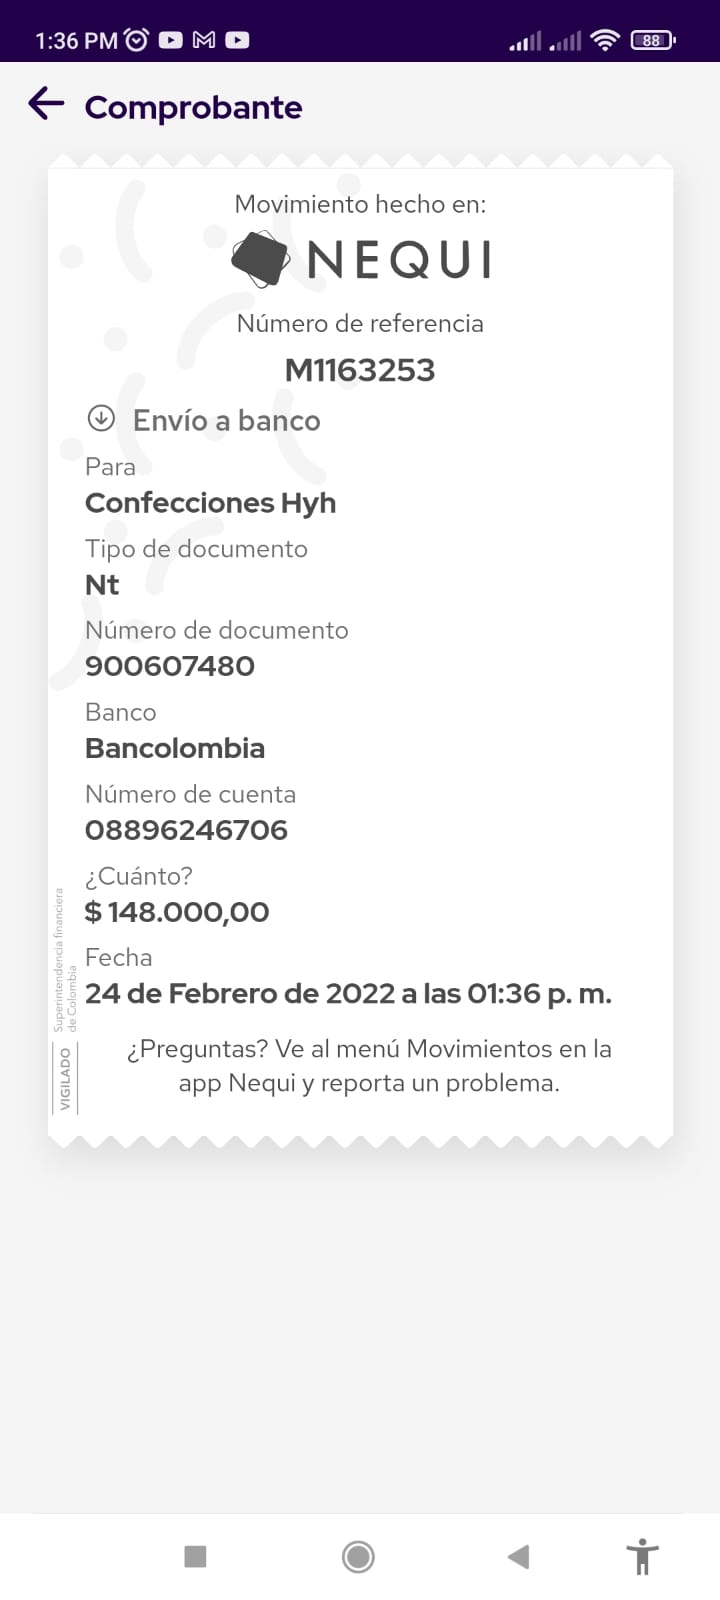 1:36 PM
88
Comprobante
Movimiento hecho en:
NEQUI
Número de referencia
M1163253
Envío a banco
Para
Confecciones Hyh
Tipo de documento
Nt
Número de documento
900607480
Banco
Bancolombia
Número de cuenta
08896246706
¿Cuánto?
$ 148.000,00
Fecha
24 de Febrero de 2022 a las 01:36 p. m.
¿Preguntas? Ve al menú Movimientos en la
app Nequi y reporta un problema.
VIGILADO
Superintendencia financiera
de Colombia